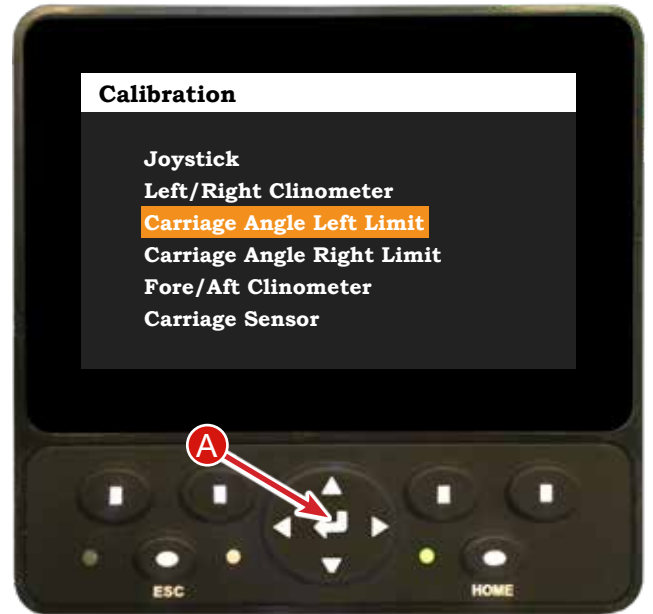 Calibration
Joystick
Left/Right Clinometer
Carriage Angle Left Limit
Carriage Angle Right Limit
Fore/Aft Clinometer
Carriage Sensor
A
ESC
HOME